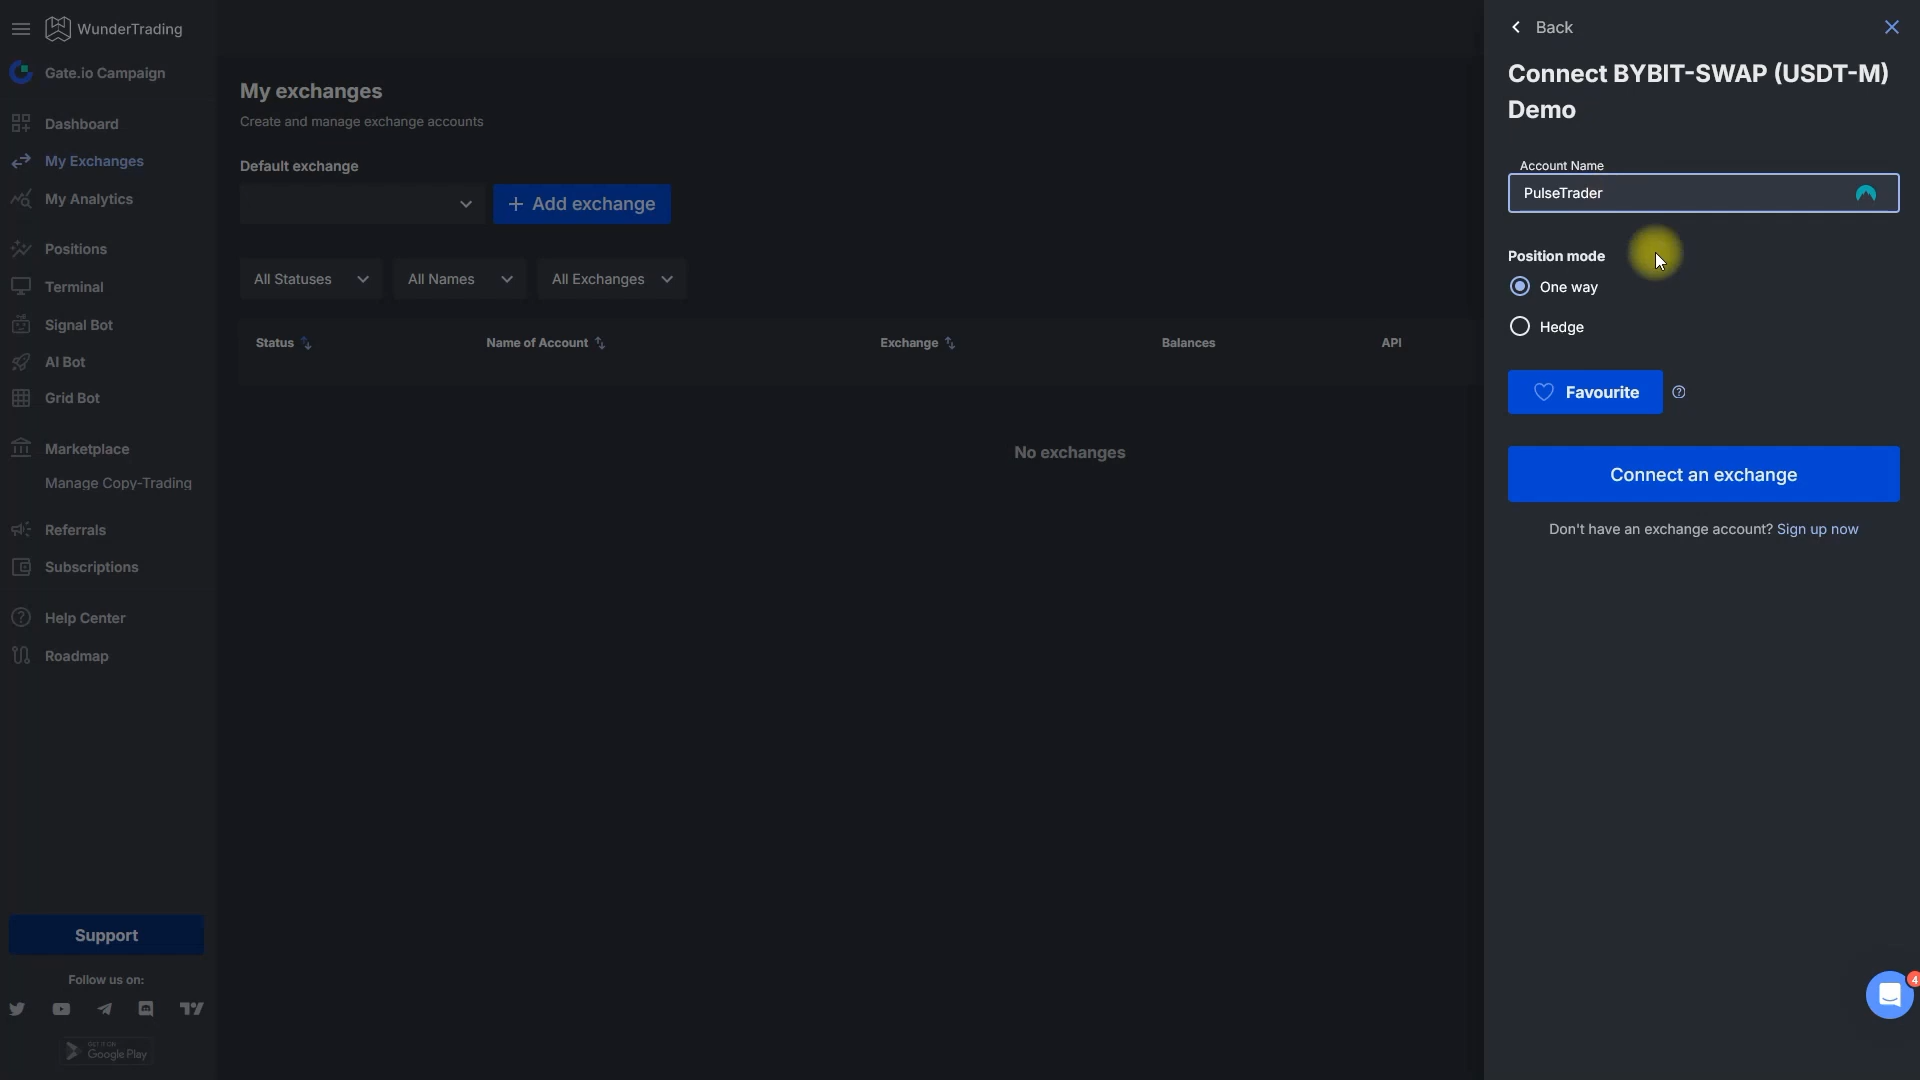 WunderTrading
Gate.io Campaign
Dashboard
My Exchanges
My Analytics
Positions
Terminal
Signal Bot
AI Bot
Grid Bot
Marketplace
Manage Copy-Trading
Referrals
Subscriptions
Help Center
Roadmap
Support
Follow us on:
GET IT ON
Google Play
My exchanges
Create and manage exchange accounts
Default exchange
+ Add exchange
All Statuses
All Names
All Exchanges
Status
Name of Account
Exchange
Balances
API
No exchanges
Back
Connect BYBIT-SWAP (USDT-M)
Demo
Account Name
PulseTrader
Position mode
One way
Hedge
Favourite
Connect an exchange
Don't have an exchange account? Sign up now
4